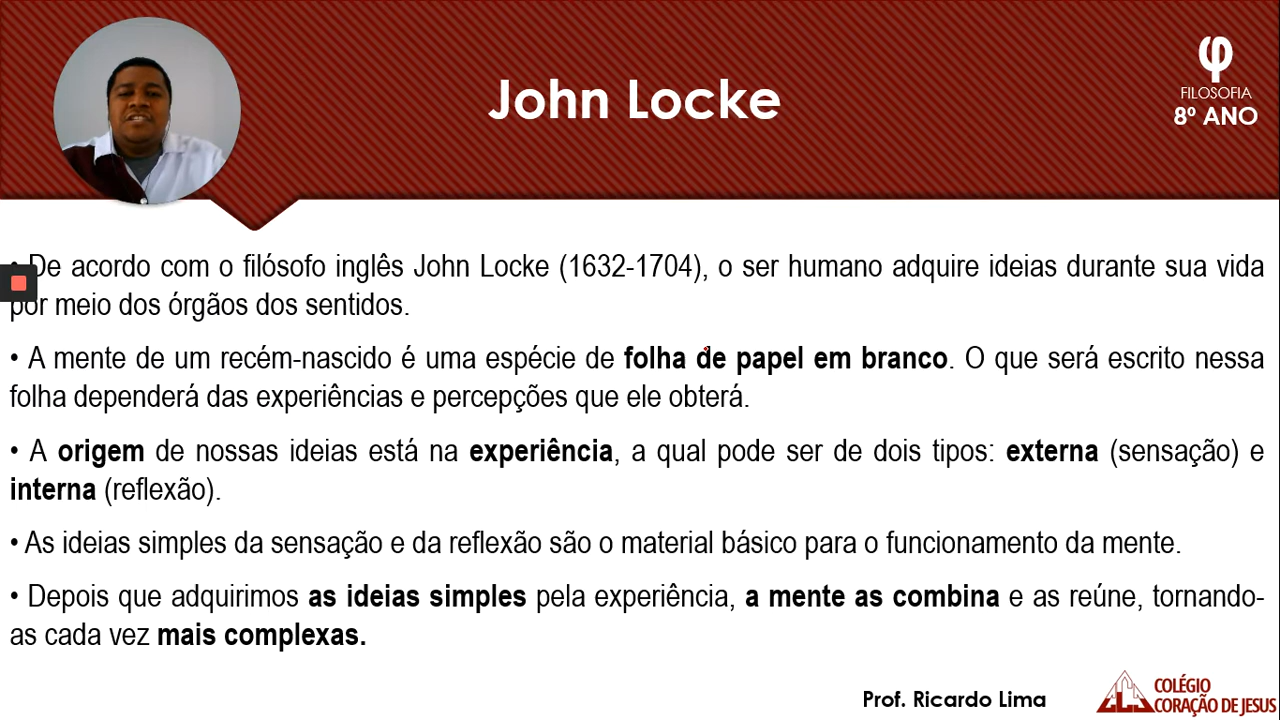 John Locke
φ
FILOSOFIA
8º ANO
• De acordo com o filósofo inglês John Locke (1632-1704), o ser humano adquire ideias durante sua vida
por meio dos órgãos dos sentidos.
• A mente de um recém-nascido é uma espécie de folha de papel em branco. O que será escrito nessa
folha dependerá das experiências e percepções que ele obterá.
• A origem de nossas ideias está na experiência, a qual pode ser de dois tipos: externa (sensação) e
interna (reflexão).
• As ideias simples da sensação e da reflexão são o material básico para o funcionamento da mente.
• Depois que adquirimos as ideias simples pela experiência, a mente as combina e as reúne, tornando-
as cada vez mais complexas.
Prof. Ricardo Lima
COLÉGIO
CORAÇÃO DE JESUS